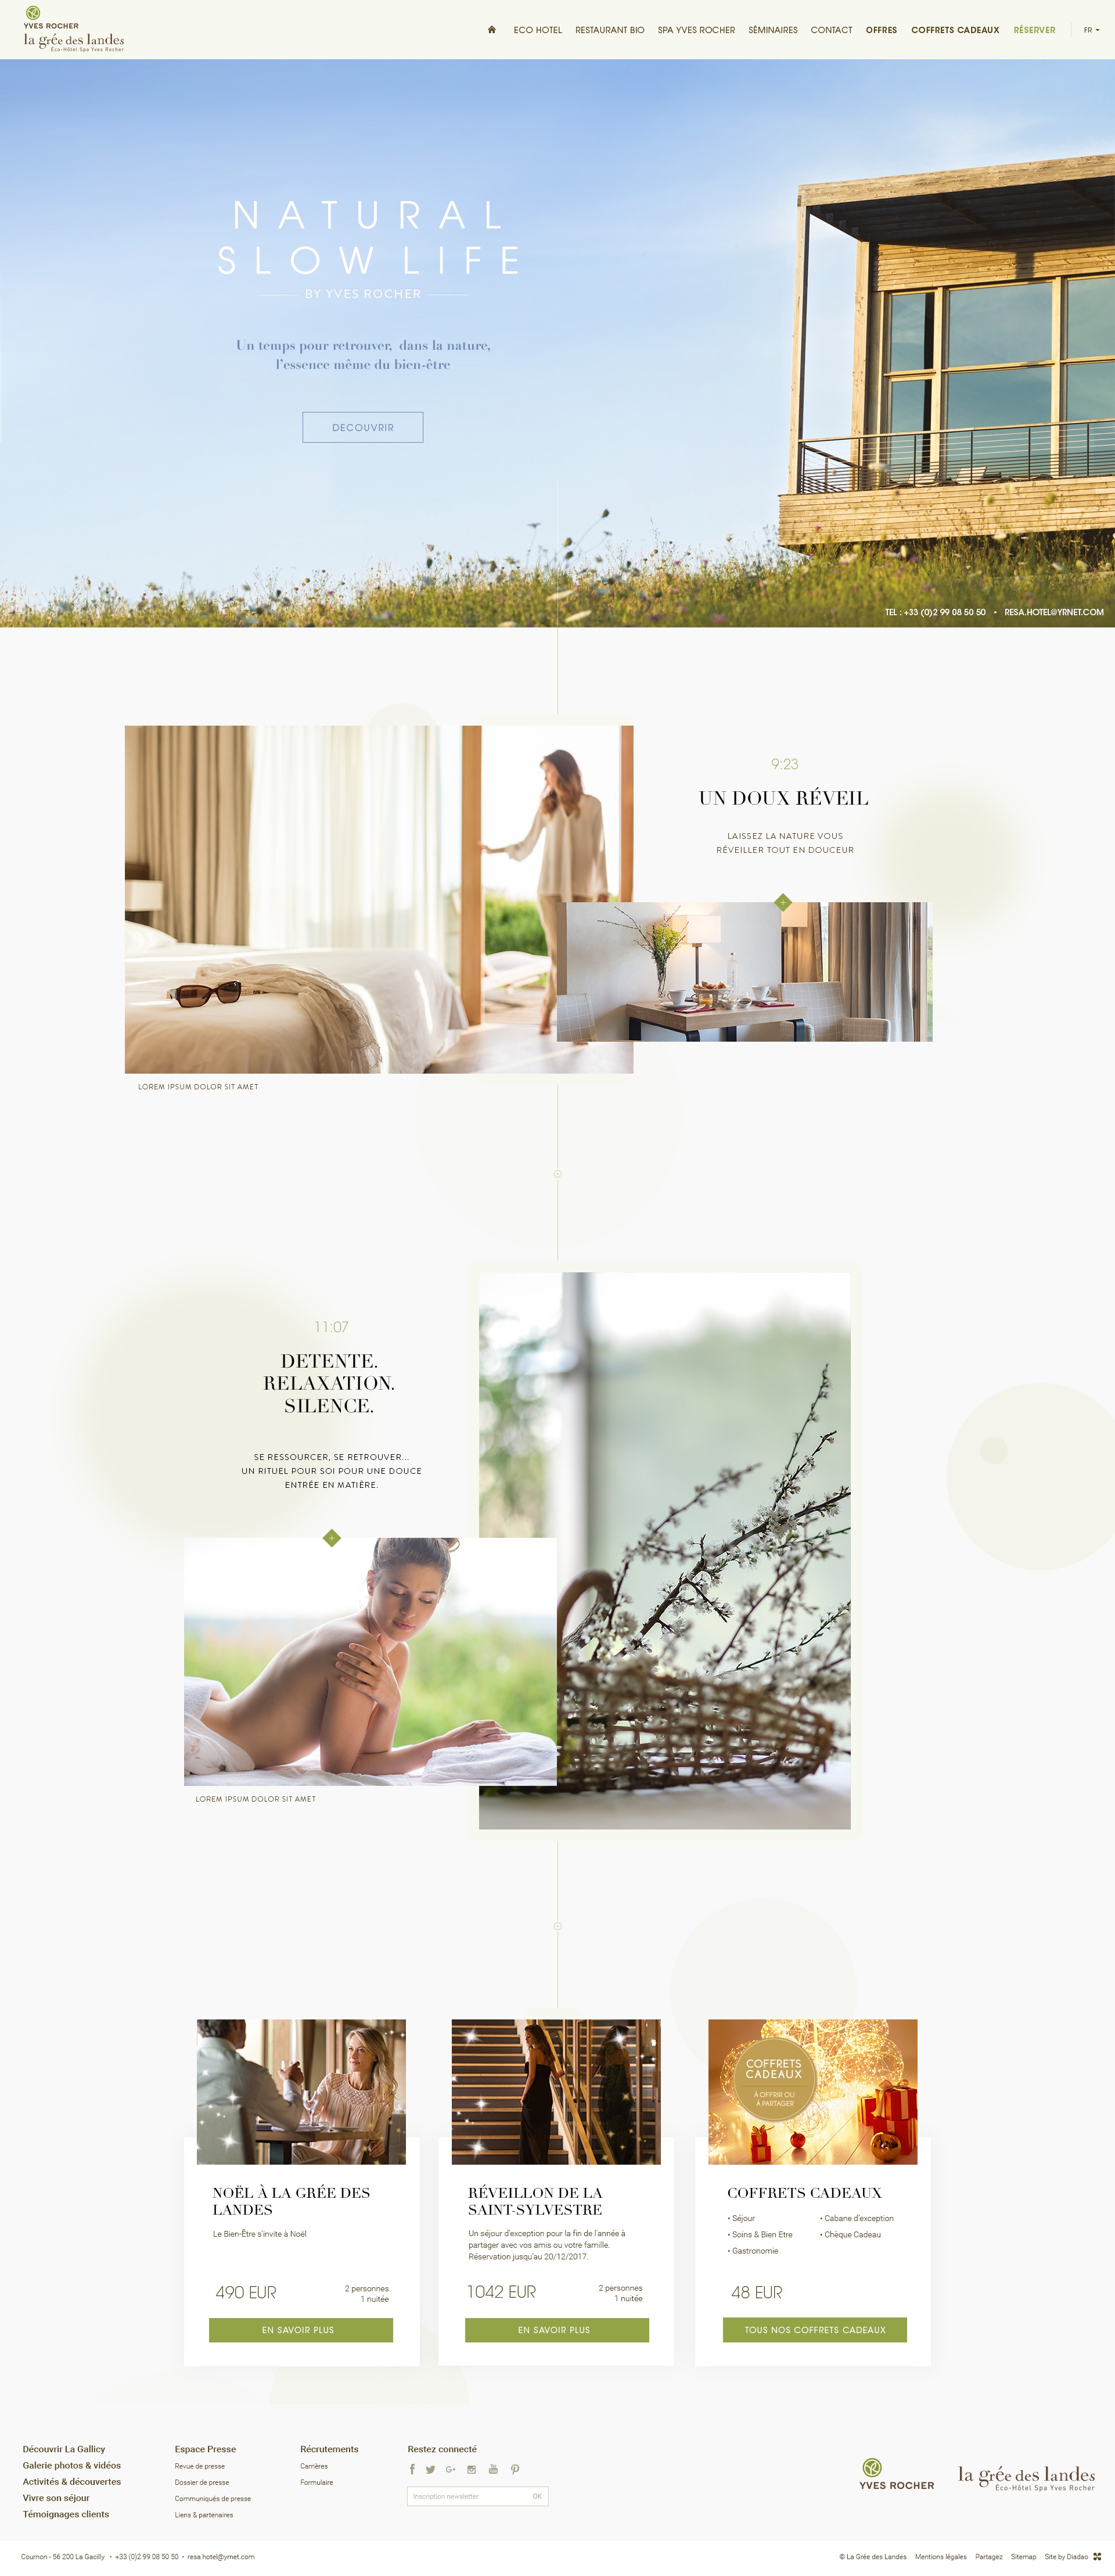 YVES ROCHER
la grée des landes
Éco-Hôtel Spa Yves Rocher
ECO HOTEL
RESTAURANT BIO
SPA YVES ROCHER
SÉMINAIRES
CONTACT
OFFRES
COFFRETS CADEAUX
RÉSERVER
FR
NATURAL
SLOW LIFE
BY YVES ROCHER
Un temps pour retrouver, dans la nature,
l'essence même du bien-être
DECOUVRIR
TEL : +33 (0)2 99 08 50 50 • RESA.HOTEL@YRNET.COM
9:23
UN DOUX RÉVEIL
LAISSEZ LA NATURE VOUS
RÉVEILLER TOUT EN DOUCEUR
LOREM IPSUM DOLOR SIT AMET
11:07
DETENTE.
RELAXATION.
SILENCE.
SE RESSOURCER, SE RETROUVER...
UN RITUEL POUR SOI POUR UNE DOUCE
ENTRÉE EN MATIÈRE.
LOREM IPSUM DOLOR SIT AMET
NOËL À LA GRÉE DES
LANDES
Le Bien-Être s'invite à Noël
490 EUR
2 personnes
1 nuitée
EN SAVOIR PLUS
RÉVEILLON DE LA
SAINT-SYLVESTRE
Un séjour d'exception pour la fin de l'année à
partager avec vos amis ou votre famille.
Réservation jusqu'au 20/12/2017.
1042 EUR
2 personnes
1 nuitée
EN SAVOIR PLUS
COFFRETS
CADEAUX
À OFFRIR OU
À PARTAGER
COFFRETS CADEAUX
• Séjour
• Soins & Bien Etre
• Gastronomie
• Cabane d'exception
• Chèque Cadeau
48 EUR
TOUS NOS COFFRETS CADEAUX
Découvrir La Gallicy
Galerie photos & vidéos
Activités & découvertes
Vivre son séjour
Témoignages clients
Espace Presse
Revue de presse
Dossier de presse
Communiqués de presse
Liens & partenaires
Récrutements
Carrières
Formulaire
Restez connecté
Inscription newsletter
OK
YVES ROCHER
la grée des landes
Éco-Hôtel Spa Yves Rocher
Cournon - 56 200 La Gacilly • +33 (0)2 99 08 50 50 • resa.hotel@yrnet.com
© La Grée des Landes
Mentions légales
Partagez
Sitemap
Site by Diadao